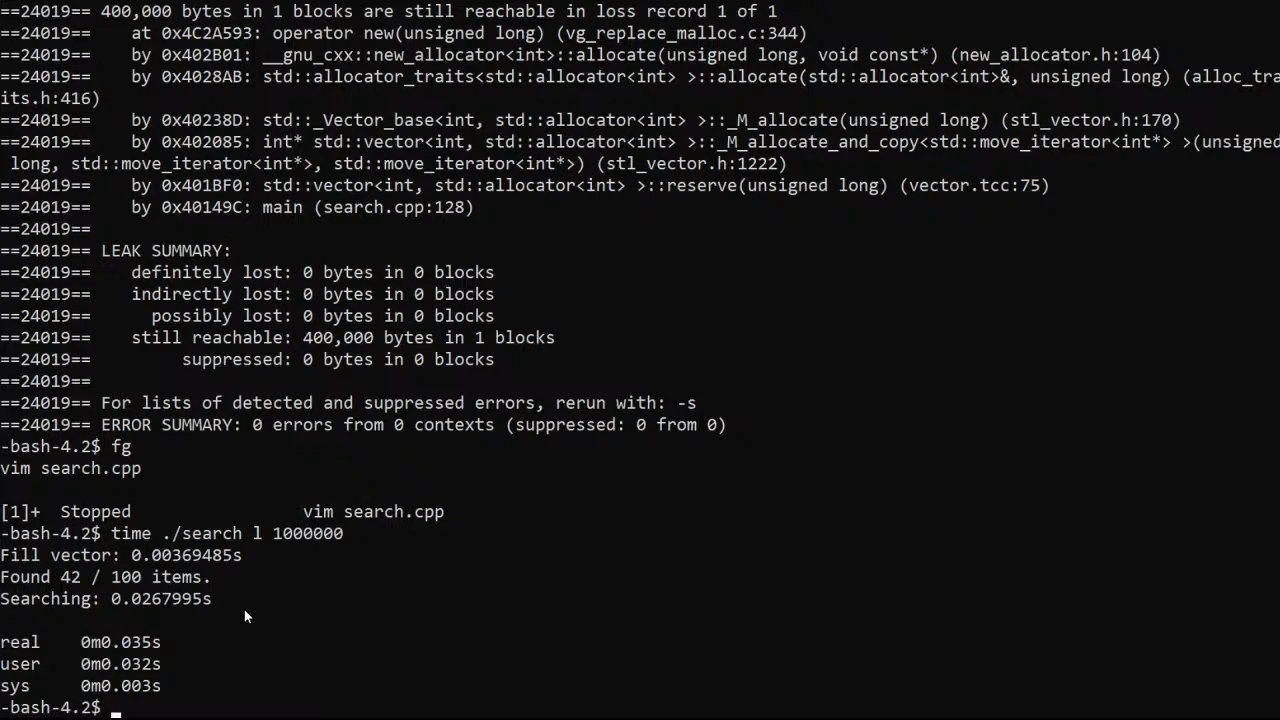 ==24019== 400,000 bytes in 1 blocks are still reachable in loss record 1 of 1
==24019==    at 0x4C2A593: operator new(unsigned long) (vg_replace_malloc.c:344)
==24019==    by 0x402B01: __gnu_cxx::new_allocator<int>::allocate(unsigned long, void const*) (new_allocator.h:104)
==24019==    by 0x4028AB: std::allocator_traits<std::allocator<int> >::allocate(std::allocator<int>&, unsigned long) (alloc_tra
its.h:416)
==24019==    by 0x40238D: std::_Vector_base<int, std::allocator<int> >::_M_allocate(unsigned long) (stl_vector.h:170)
==24019==    by 0x402085: int* std::vector<int, std::allocator<int> >::_M_allocate_and_copy<std::move_iterator<int*> >(unsigned
 long, std::move_iterator<int*>, std::move_iterator<int*>) (stl_vector.h:1222)
==24019==    by 0x401BF0: std::vector<int, std::allocator<int> >::reserve(unsigned long) (vector.tcc:75)
==24019==    by 0x40149C: main (search.cpp:128)
==24019==
==24019== LEAK SUMMARY:
==24019==    definitely lost: 0 bytes in 0 blocks
==24019==    indirectly lost: 0 bytes in 0 blocks
==24019==      possibly lost: 0 bytes in 0 blocks
==24019==    still reachable: 400,000 bytes in 1 blocks
==24019==         suppressed: 0 bytes in 0 blocks
==24019==
==24019== For lists of detected and suppressed errors, rerun with: -s
==24019== ERROR SUMMARY: 0 errors from 0 contexts (suppressed: 0 from 0)
-bash-4.2$ fg
vim search.cpp
[1]+  Stopped                 vim search.cpp
-bash-4.2$ time ./search l 1000000
Fill vector: 0.00369485s
Found 42 / 100 items.
Searching: 0.0267995s
real    0m0.035s
user    0m0.032s
sys     0m0.003s
-bash-4.2$